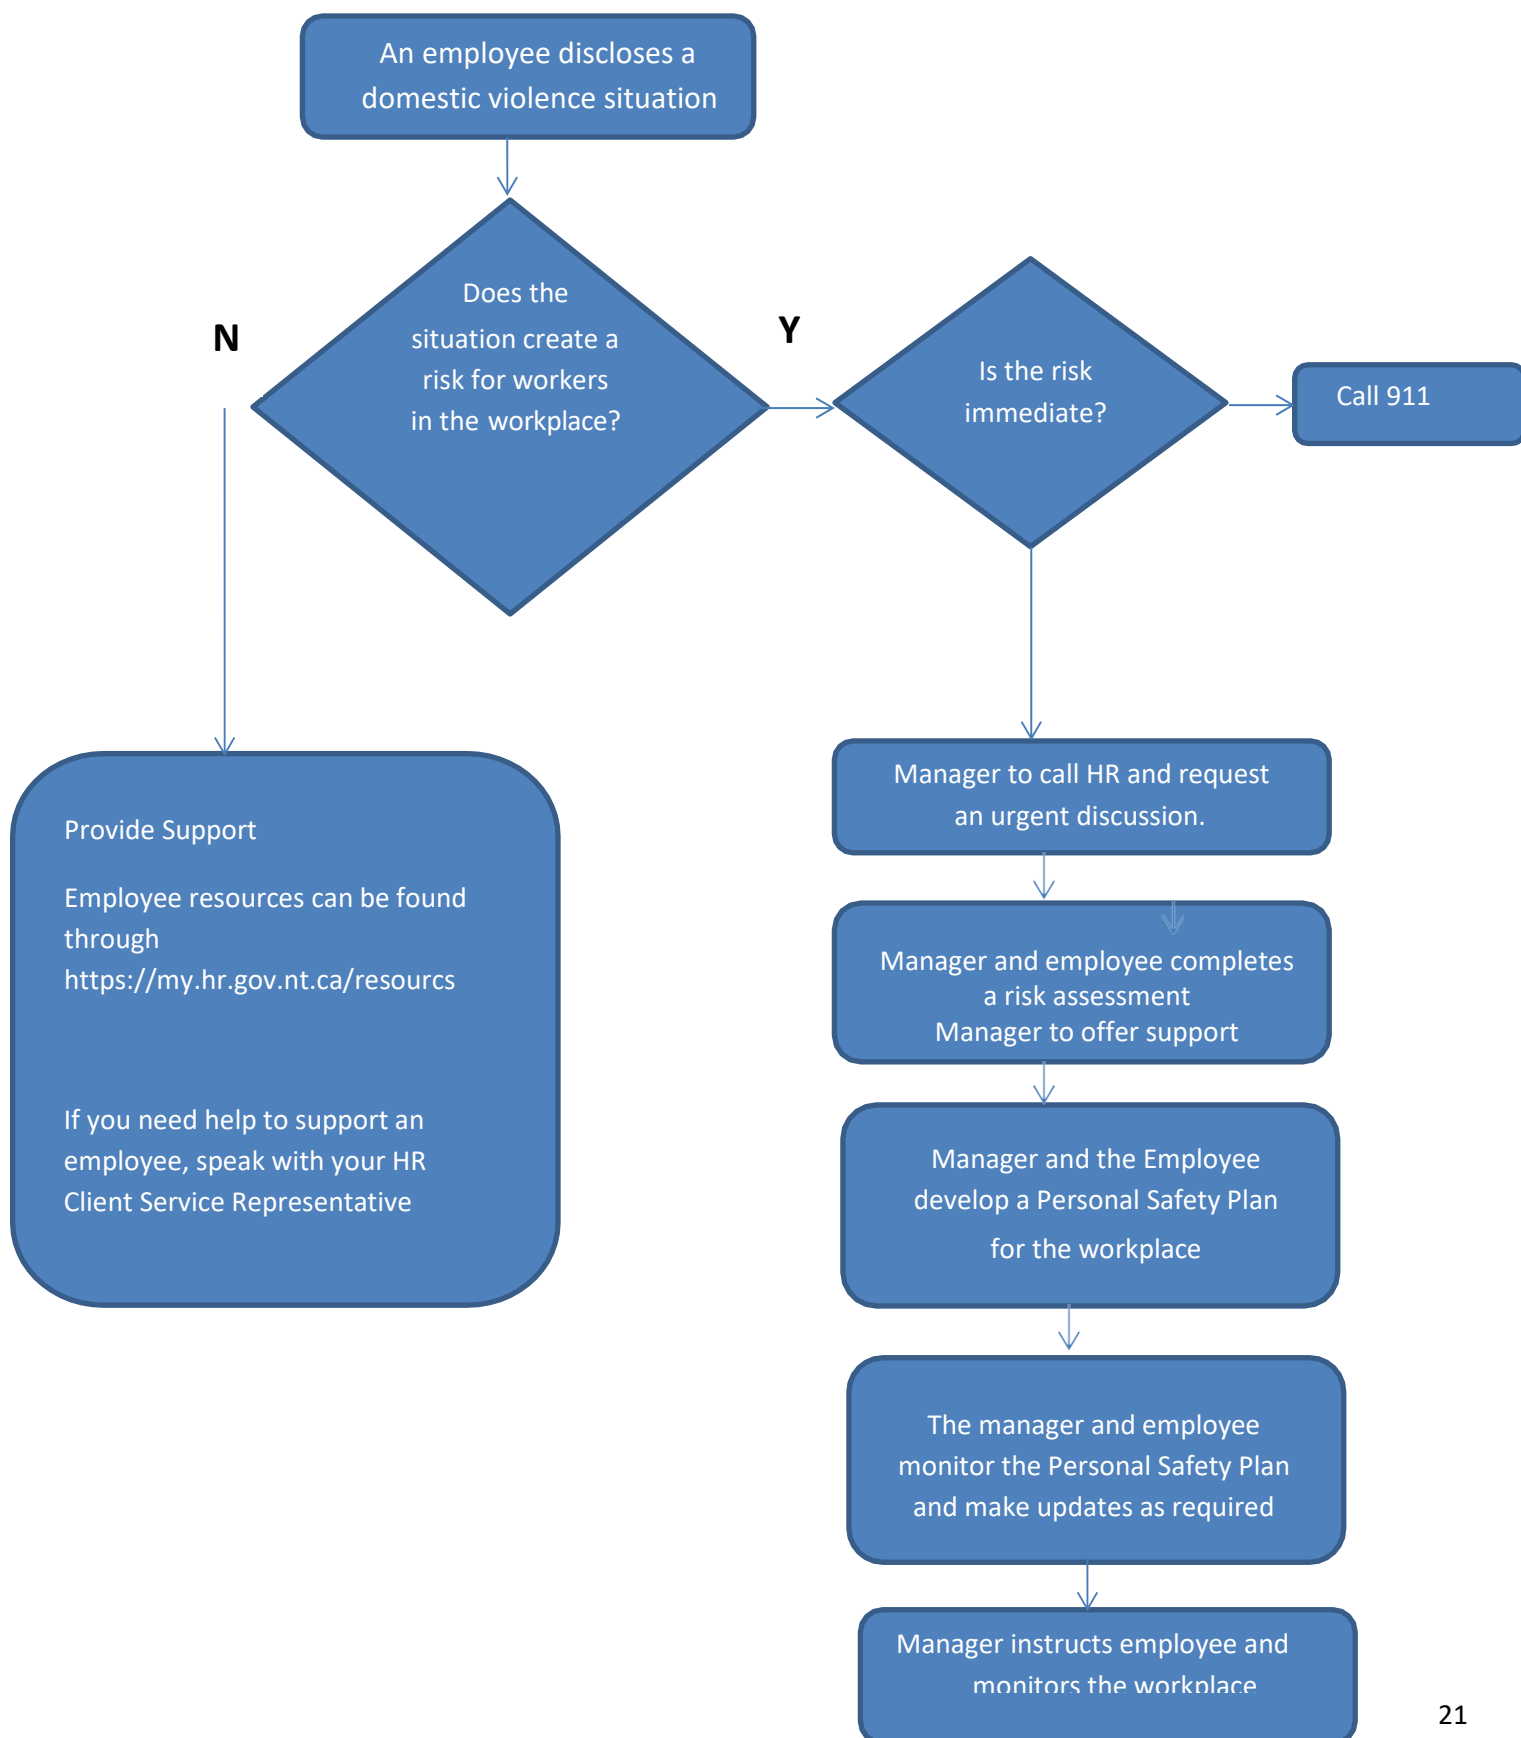 An employee discloses a
domestic violence situation
Does the
situation create a
risk for workers
in the workplace?
N
Y
Is the risk
immediate?
Call 911
Provide Support
Employee resources can be found
through
https://my.hr.gov.nt.ca/resourcs
If you need help to support an
employee, speak with your HR
Client Service Representative
Manager to call HR and request
an urgent discussion.
Manager and employee completes
a risk assessment
Manager to offer support
Manager and the Employee
develop a Personal Safety Plan
for the workplace
The manager and employee
monitor the Personal Safety Plan
and make updates as required
Manager instructs employee and
monitors the workplace
21